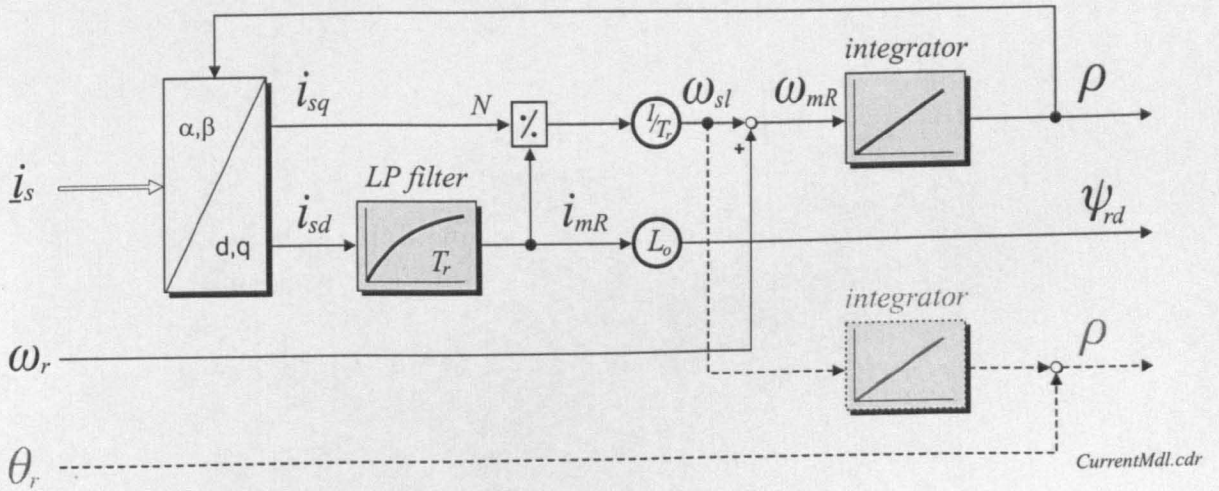 integrator
ρ
i_sq
N
ω_sl
ω_mR
α,β
٪
1/T_r
+
i_s
LP filter
i_sd
T_r
i_mR
L_o
ψ_rd
d,q
integrator
ω_r
ρ
θ_r
CurrentMdl.cdr